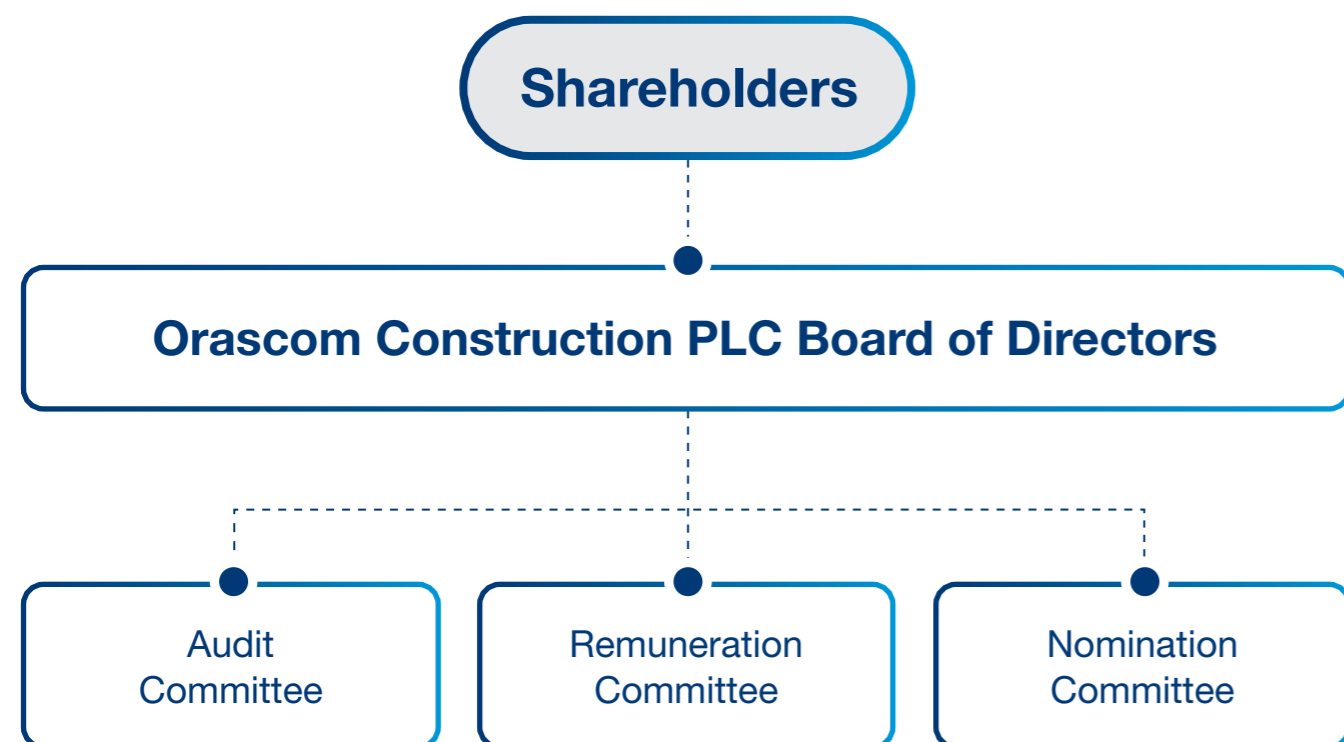 Shareholders
Orascom Construction PLC Board of Directors
Audit
Committee
Remuneration
Committee
Nomination
Committee